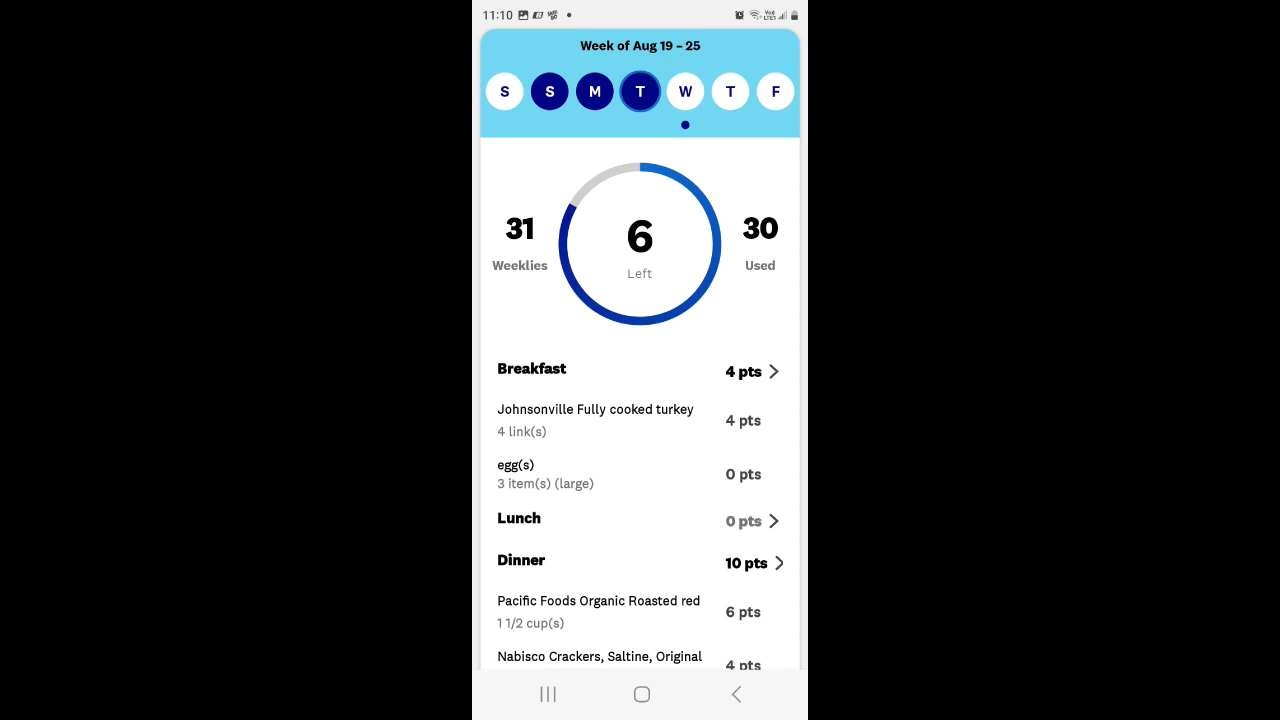 11:10
Week of Aug 19 - 25
S S M T W T F
31 6 30
Weeklies Left Used
Breakfast 4 pts
Johnsonville Fully cooked turkey 4 pts
4 link(s)
egg(s) 0 pts
3 item(s) (large)
Lunch 0 pts
Dinner 10 pts
Pacific Foods Organic Roasted red 6 pts
1 1/2 cup(s)
Nabisco Crackers, Saltine, Original 4 pts